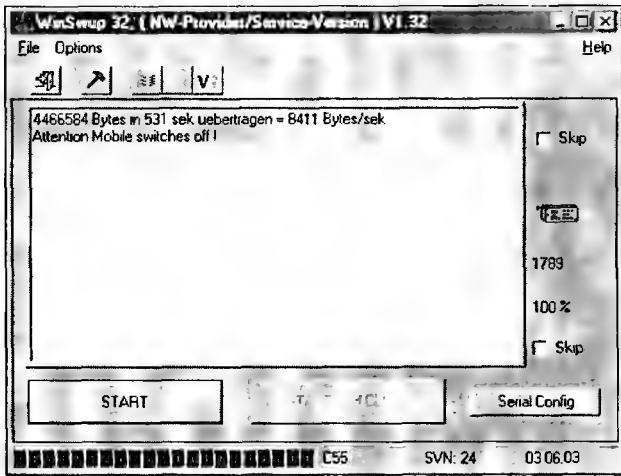 WinSwup 32, ( NW-Provider/Service-Version ) V1.32
File Options Help
V
4466584 Bytes in 531 sek uebertragen = 8411 Bytes/sek
Attention Mobile switches off !
Skip
1789
100 %
Skip
START
Serial Config
C55 SVN: 24 03.06.03